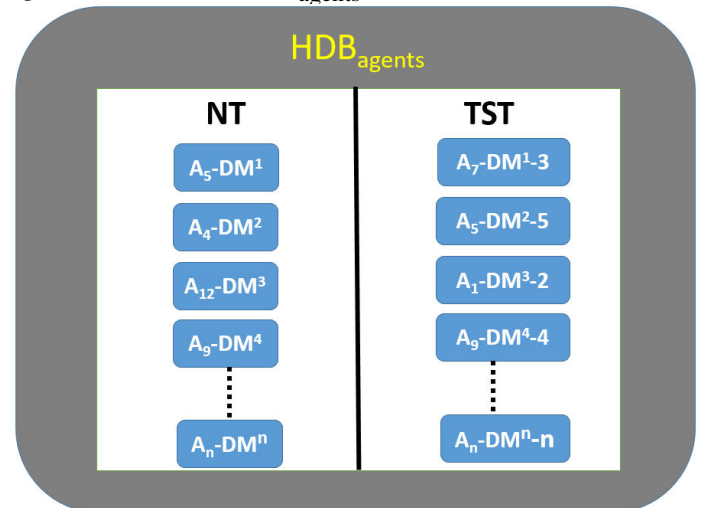 agents
HDBagents
NT
TST
A₅-DM¹
A₇-DM¹-3
A₄-DM²
A₅-DM²-5
A₁₂-DM³
A₁-DM³-2
A₉-DM⁴
A₉-DM⁴-4
Aₙ-DMⁿ
Aₙ-DMⁿ-n